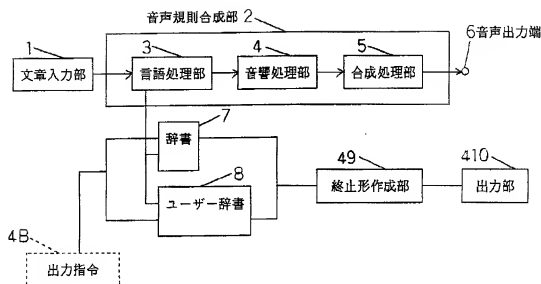 音声規則合成部 2
6 音声出力端
1
3
4
5
文章入力部
言語処理部
音響処理部
合成処理部
7
辞書
8
ユーザー辞書
49
終止形作成部
410
出力部
4B
出力指令